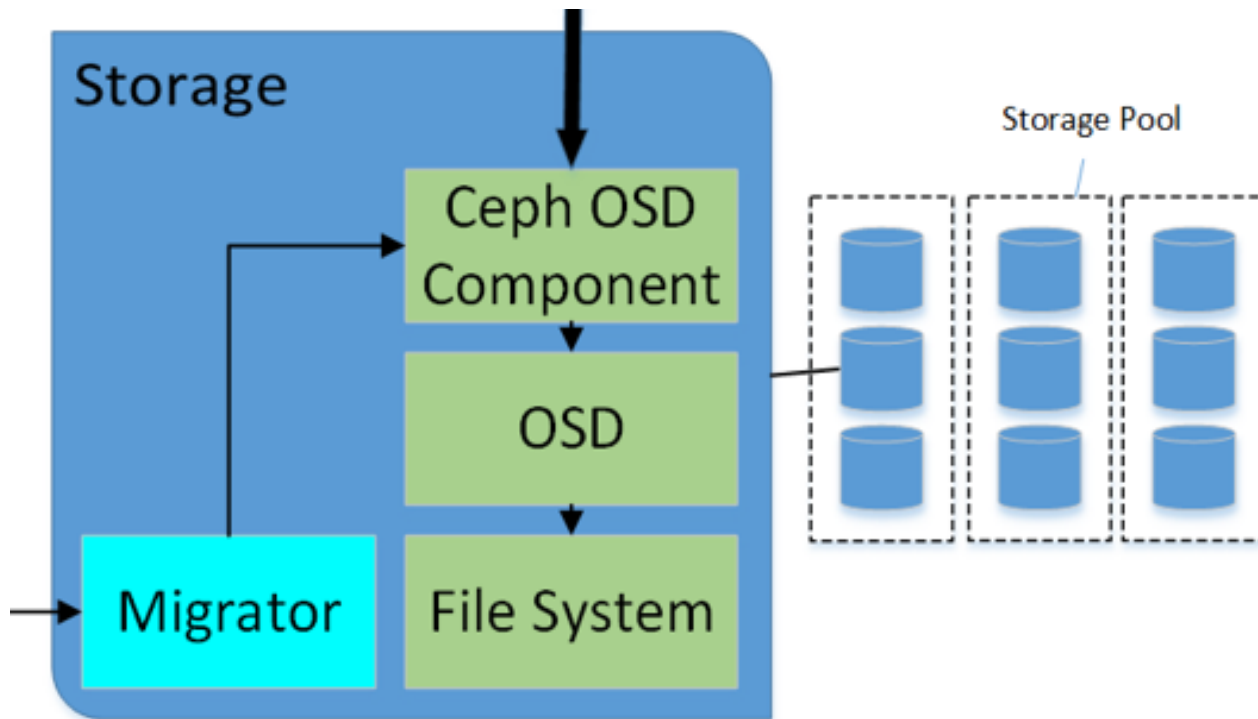 Storage
Storage Pool
Ceph OSD
Component
OSD
Migrator
File System